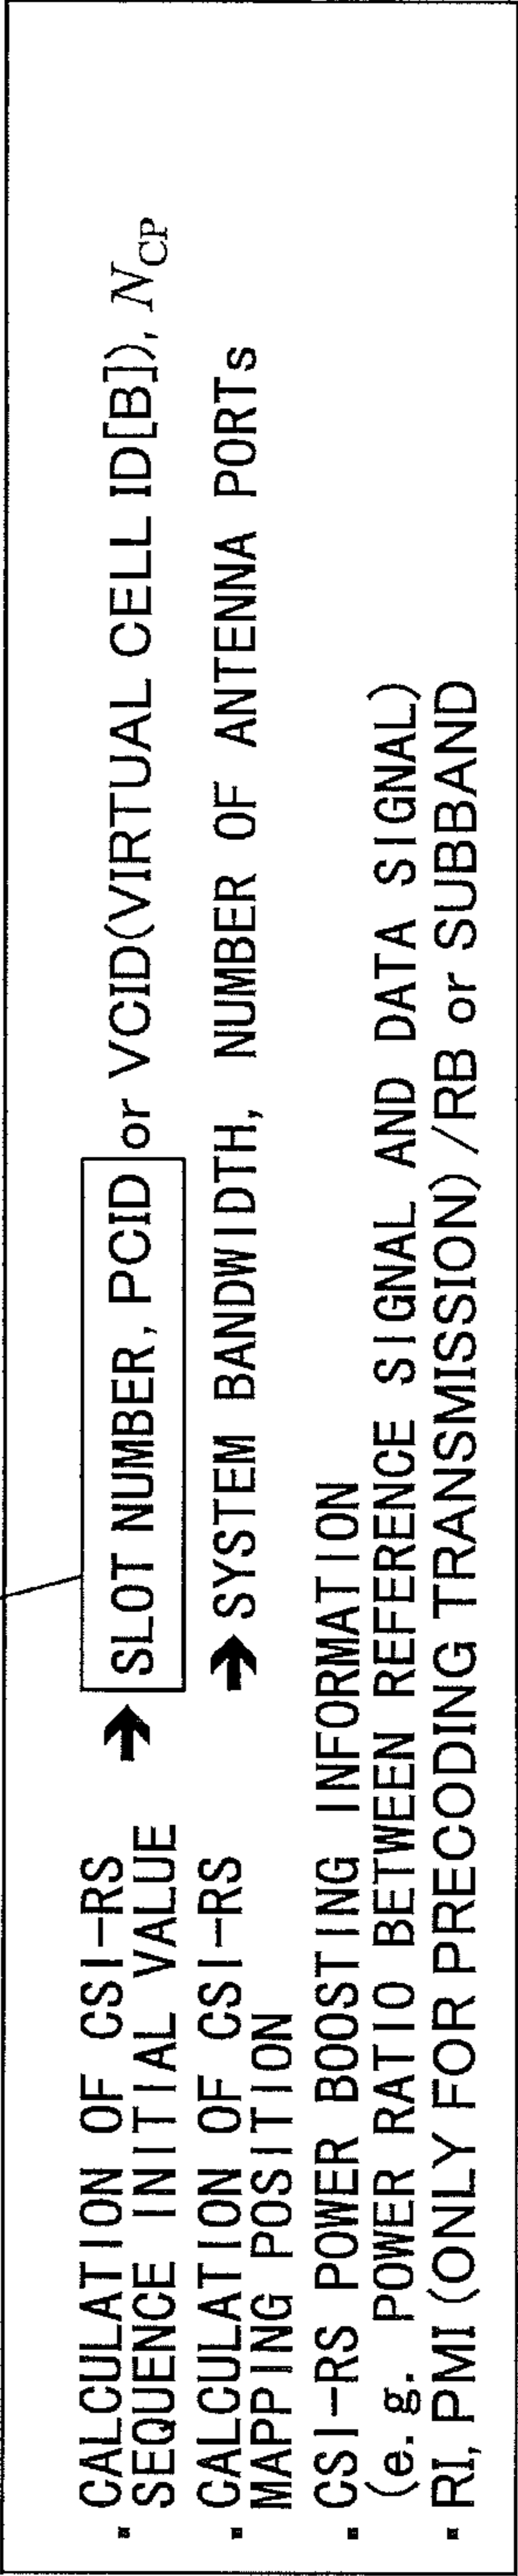 ▪ CALCULATION OF CSI-RS
SEQUENCE INITIAL VALUE ➔ SLOT NUMBER, PCID or VCID(VIRTUAL CELL ID[B]), N_CP
▪ CALCULATION OF CSI-RS
MAPPING POSITION ➔ SYSTEM BANDWIDTH, NUMBER OF ANTENNA PORTs
▪ CSI-RS POWER BOOSTING INFORMATION
(e.g. POWER RATIO BETWEEN REFERENCE SIGNAL AND DATA SIGNAL)
▪ RI, PMI (ONLY FOR PRECODING TRANSMISSION) /RB or SUBBAND